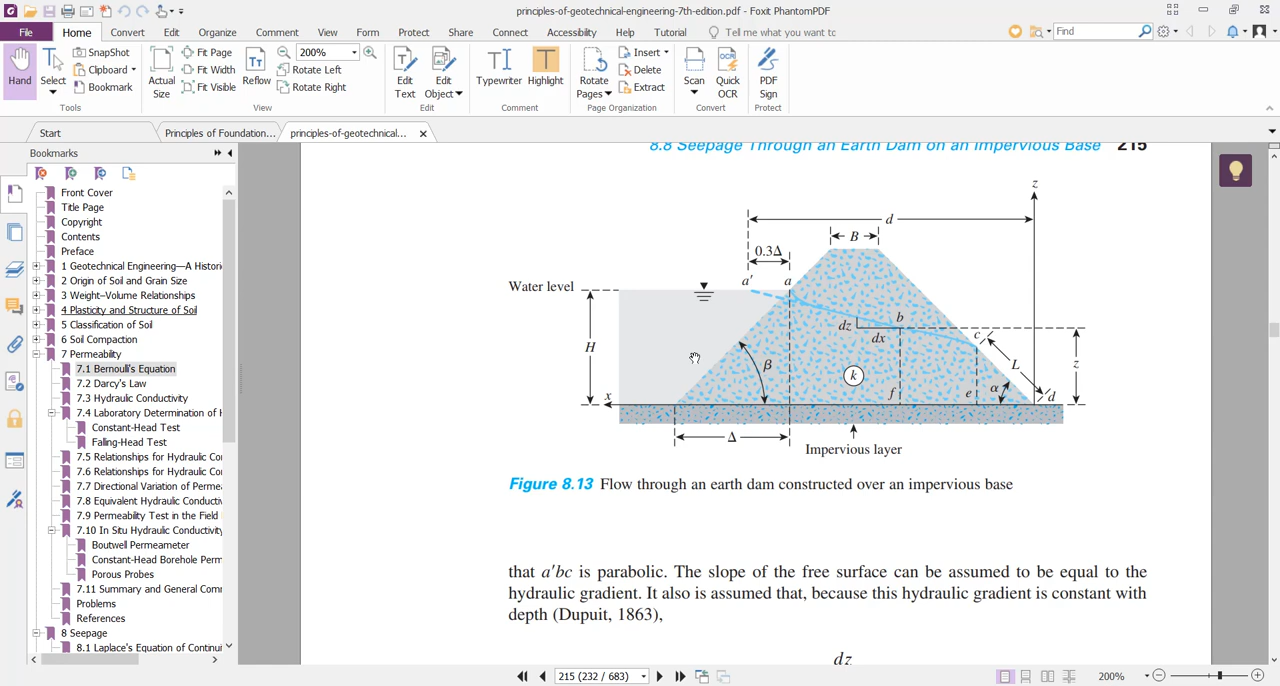 principles-of-geotechnical-engineering-7th-edition.pdf - Foxit PhantomPDF
File Home Convert Edit Organize Comment View Form Protect Share Connect Accessibility Help Tutorial Tell me what you want to Find
Hand
Select
SnapShot
Clipboard
Bookmark
Tools
Actual Size
Fit Page
Fit Width
Fit Visible
Reflow
200%
Rotate Left
Rotate Right
View
Edit Text
Edit Object
Edit
Typewriter
Highlight
Comment
Rotate Pages
Insert
Delete
Extract
Page Organization
Scan
Quick OCR
Convert
PDF Sign
Protect
Start
Principles of Foundation...
principles-of-geotechnical...
Bookmarks
Front Cover
Title Page
Copyright
Contents
Preface
1 Geotechnical Engineering—A Histori
2 Origin of Soil and Grain Size
3 Weight–Volume Relationships
4 Plasticity and Structure of Soil
5 Classification of Soil
6 Soil Compaction
7 Permeability
7.1 Bernoulli's Equation
7.2 Darcy's Law
7.3 Hydraulic Conductivity
7.4 Laboratory Determination of H
Constant-Head Test
Falling-Head Test
7.5 Relationships for Hydraulic Co
7.6 Relationships for Hydraulic Co
7.7 Directional Variation of Permea
7.8 Equivalent Hydraulic Conductiv
7.9 Permeability Test in the Field
7.10 In Situ Hydraulic Conductivity
Boutwell Permeameter
Constant-Head Borehole Perm
Porous Probes
7.11 Summary and General Comm
Problems
References
8 Seepage
8.1 Laplace's Equation of Continui
8.8 Seepage Through an Earth Dam on an Impervious Base 215
z
d
B
0.3Δ
Water level
a′
a
H
dz
dx
b
c
L
z
β
k
α
x
f
e
d
Δ
Impervious layer
Figure 8.13 Flow through an earth dam constructed over an impervious base
that a′bc is parabolic. The slope of the free surface can be assumed to be equal to the
hydraulic gradient. It also is assumed that, because this hydraulic gradient is constant with
depth (Dupuit, 1863),
dz
215 (232 / 683)
200%